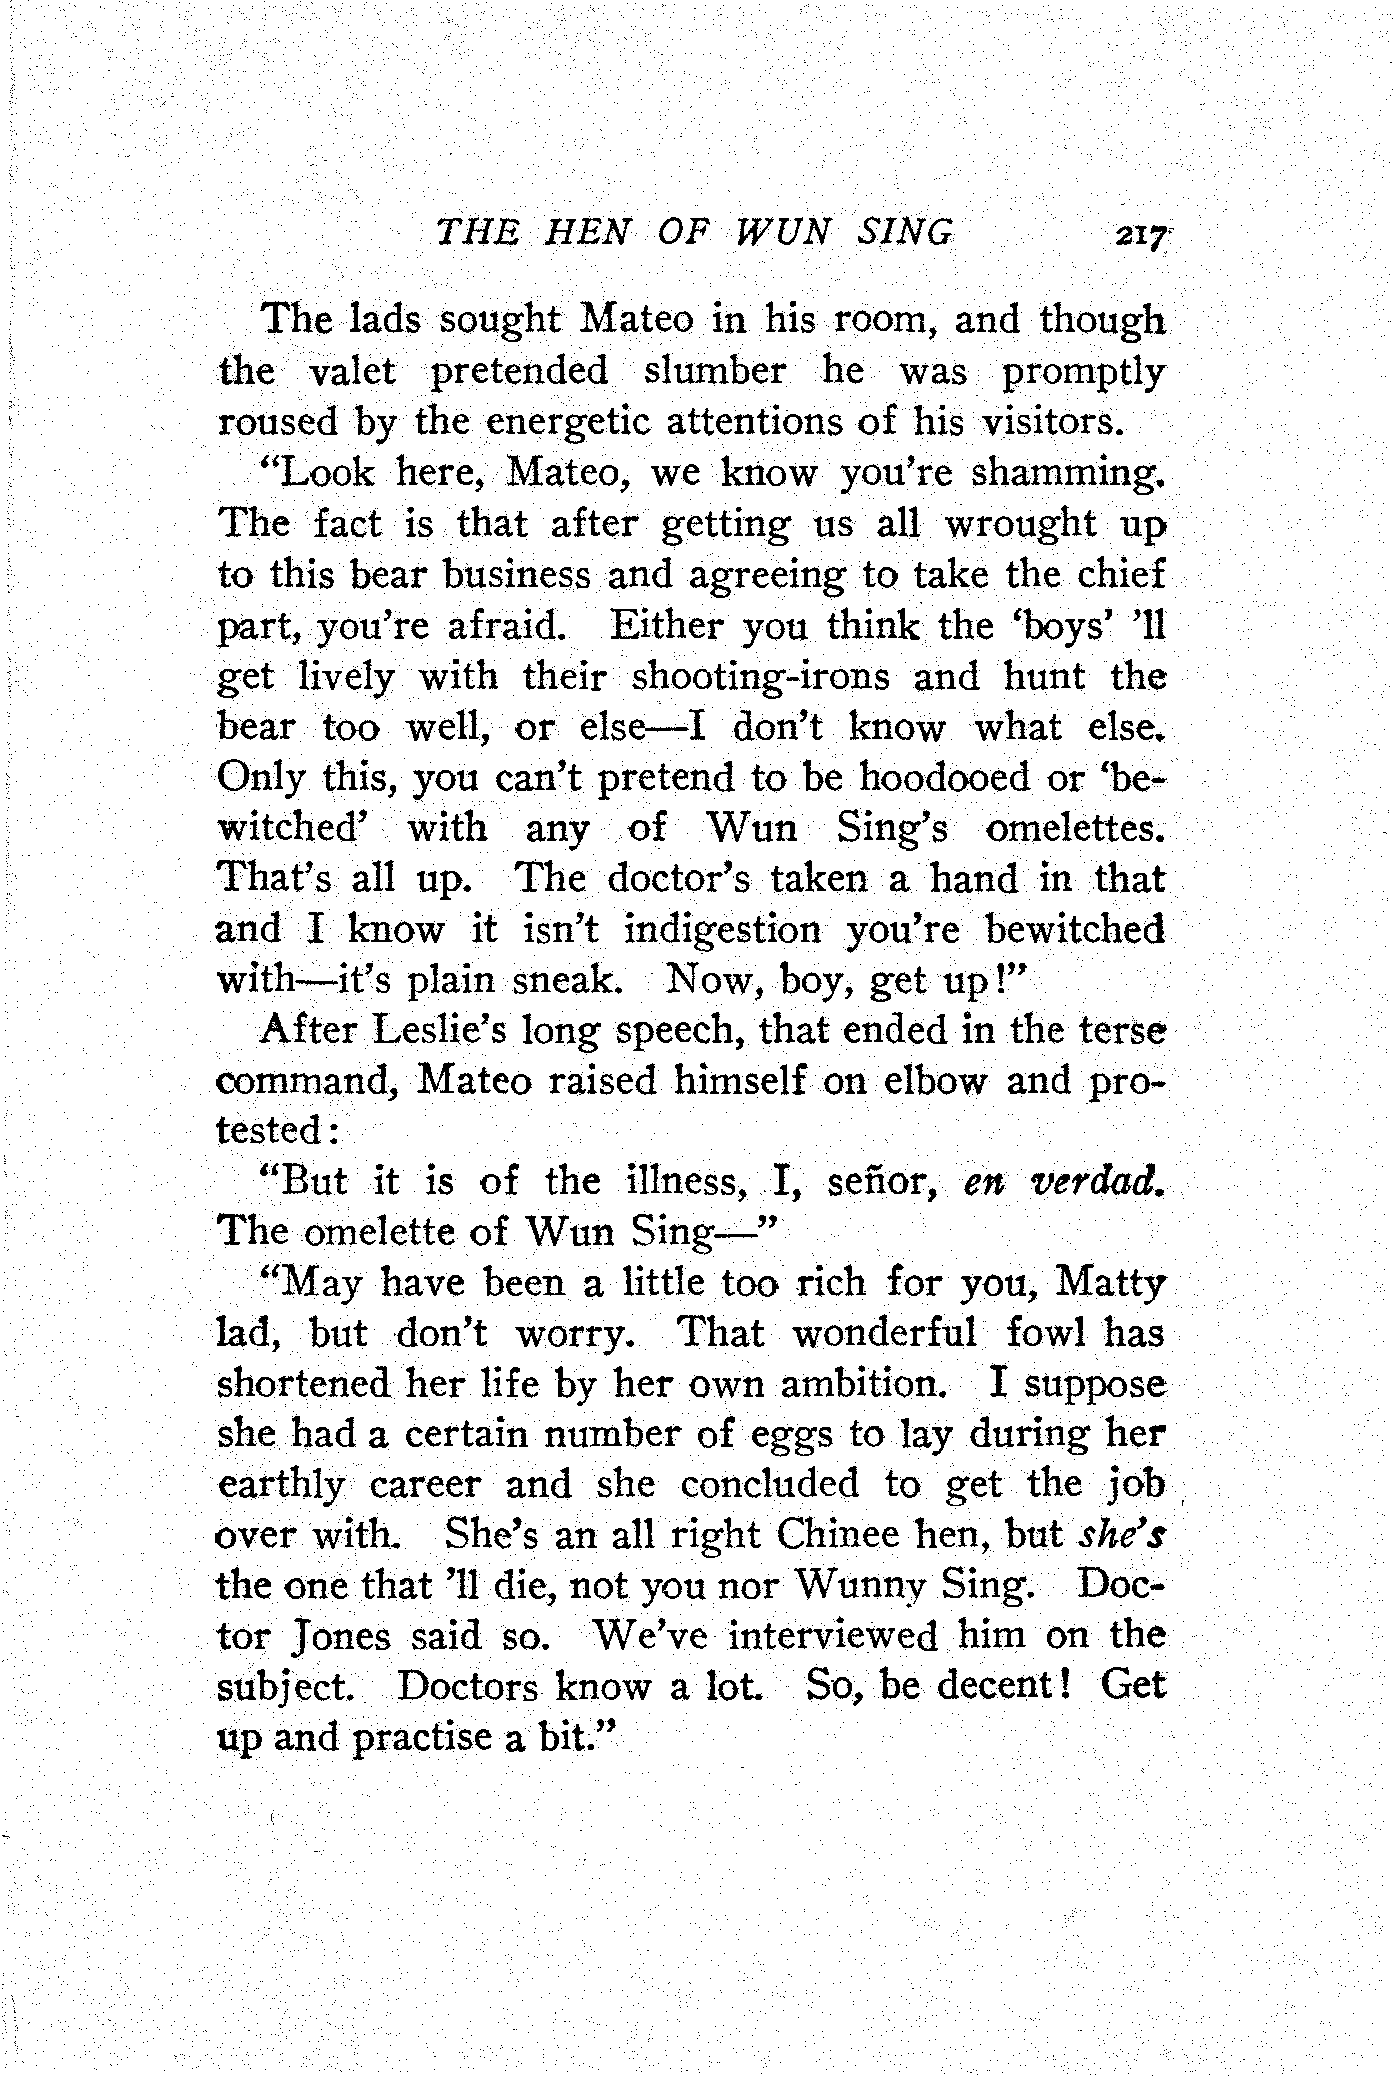 THE HEN OF WUN SING 217
The lads sought Mateo in his room, and though
the valet pretended slumber he was promptly
roused by the energetic attentions of his visitors.
“Look here, Mateo, we know you’re shamming.
The fact is that after getting us all wrought up
to this bear business and agreeing to take the chief
part, you’re afraid. Either you think the ‘boys’ ’ll
get lively with their shooting-irons and hunt the
bear too well, or else—I don’t know what else.
Only this, you can’t pretend to be hoodooed or ‘be-
witched’ with any of Wun Sing’s omelettes.
That’s all up. The doctor’s taken a hand in that
and I know it isn’t indigestion you’re bewitched
with—it’s plain sneak. Now, boy, get up!”
After Leslie’s long speech, that ended in the terse
command, Mateo raised himself on elbow and pro-
tested:
“But it is of the illness, I, señor, en verdad.
The omelette of Wun Sing—”
“May have been a little too rich for you, Matty
lad, but don’t worry. That wonderful fowl has
shortened her life by her own ambition. I suppose
she had a certain number of eggs to lay during her
earthly career and she concluded to get the job
over with. She’s an all right Chinee hen, but she’s
the one that ’ll die, not you nor Wunny Sing. Doc-
tor Jones said so. We’ve interviewed him on the
subject. Doctors know a lot. So, be decent! Get
up and practise a bit.”